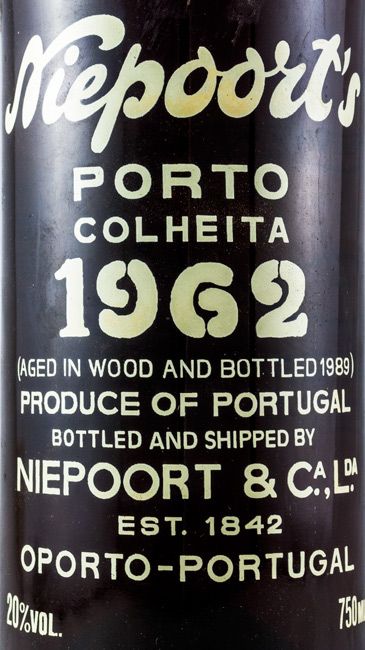 Niepoort's
PORTO
COLHEITA
1962
(AGED IN WOOD AND BOTTLED 1989)
PRODUCE OF PORTUGAL
BOTTLED AND SHIPPED BY
NIEPOORT & CA., LDA.
EST. 1842
OPORTO-PORTUGAL
20%VOL. 750